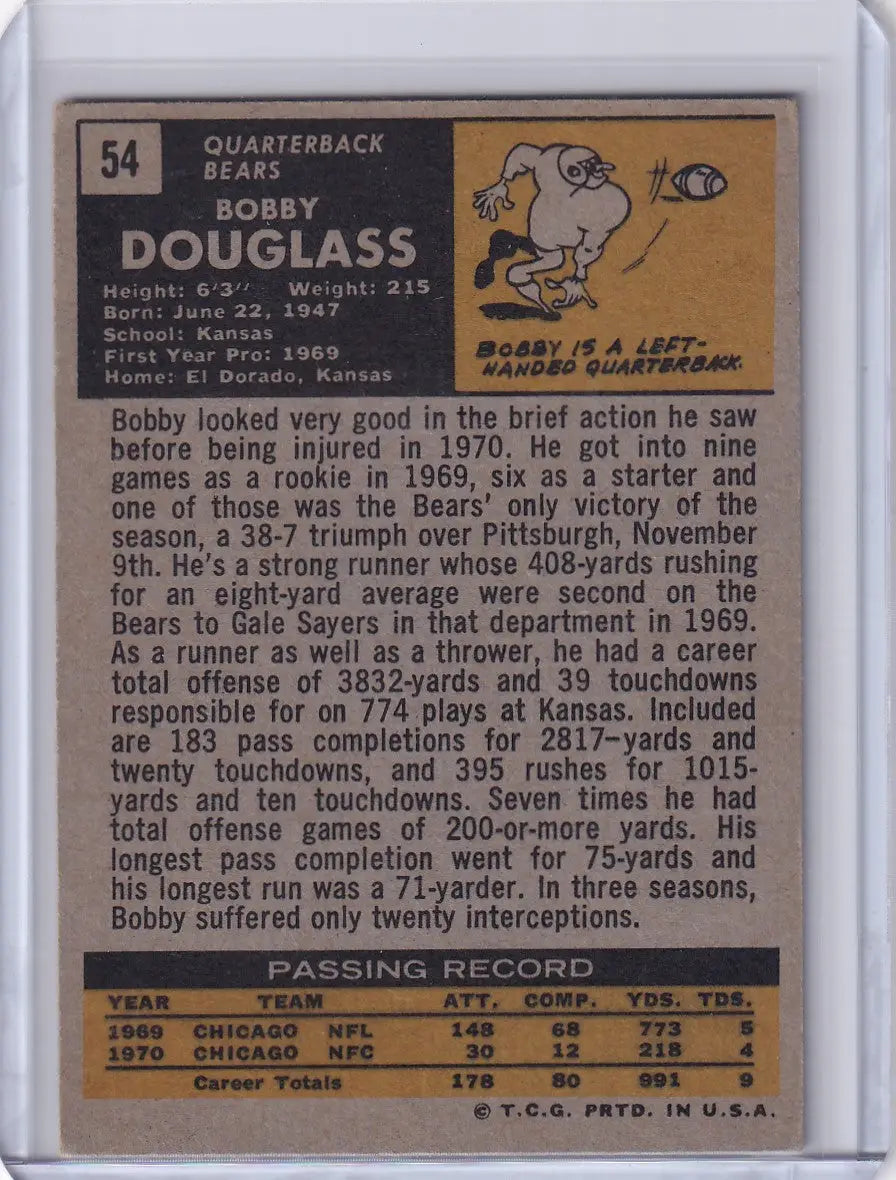 54
QUARTERBACK
BEARS
BOBBY
DOUGLASS
Height: 6'3" Weight: 215
Born: June 22, 1947
School: Kansas
First Year Pro: 1969
Home: El Dorado, Kansas
BOBBY IS A LEFT-
HANDED QUARTERBACK.
Bobby looked very good in the brief action he saw
before being injured in 1970. He got into nine
games as a rookie in 1969, six as a starter and
one of those was the Bears' only victory of the
season, a 38-7 triumph over Pittsburgh, November
9th. He's a strong runner whose 408-yards rushing
for an eight-yard average were second on the
Bears to Gale Sayers in that department in 1969.
As a runner as well as a thrower, he had a career
total offense of 3832-yards and 39 touchdowns
responsible for on 774 plays at Kansas. Included
are 183 pass completions for 2817-yards and
twenty touchdowns, and 395 rushes for 1015-
yards and ten touchdowns. Seven times he had
total offense games of 200-or-more yards. His
longest pass completion went for 75-yards and
his longest run was a 71-yarder. In three seasons,
Bobby suffered only twenty interceptions.
PASSING RECORD
YEAR TEAM ATT. COMP. YDS. TDS.
1969 CHICAGO NFL 148 68 773 5
1970 CHICAGO NFC 30 12 218 4
Career Totals 178 80 991 9
© T.C.G. PRTD. IN U.S.A.